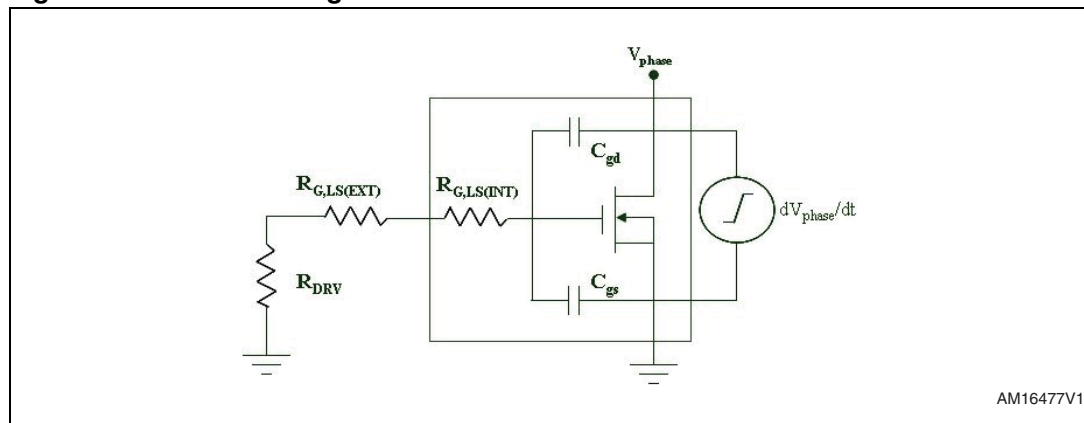 V_phase
C_gd
R_G,LS(EXT) R_G,LS(INT)
dV_phase/dt
R_DRV
C_gs
AM16477V1